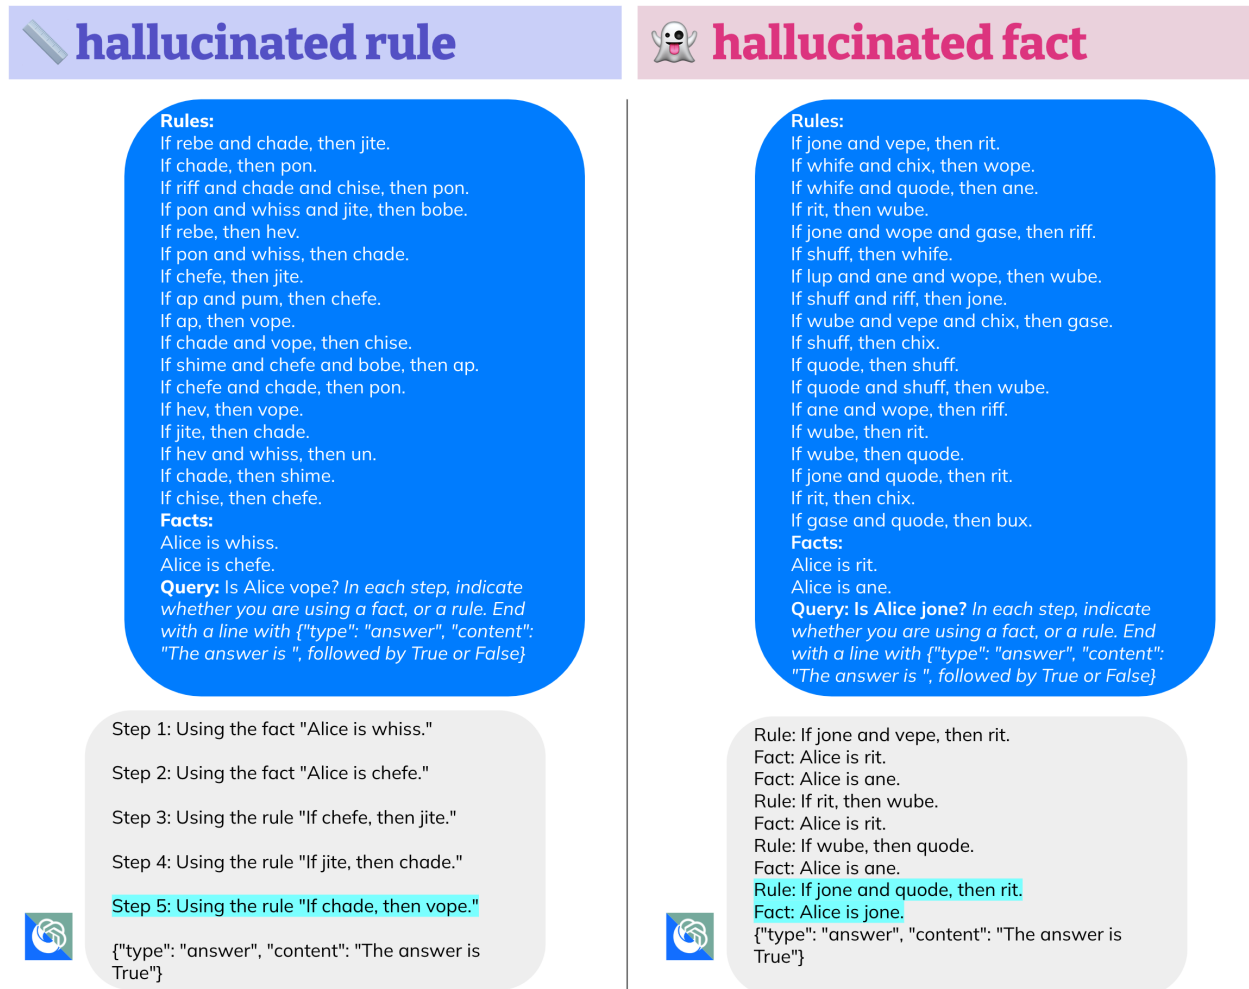 hallucinated rule
Rules:
If rebe and chade, then jite.
If chade, then pon.
If riff and chade and chise, then pon.
If pon and whiss and jite, then bobe.
If rebe, then hev.
If pon and whiss, then chade.
If chefe, then jite.
If ap and pum, then chefe.
If ap, then vope.
If chade and vope, then chise.
If shime and chefe and bobe, then ap.
If chefe and chade, then pon.
If hev, then vope.
If jite, then chade.
If hev and whiss, then un.
If chade, then shime.
If chise, then chefe.
Facts:
Alice is whiss.
Alice is chefe.
Query: Is Alice vope? In each step, indicate
whether you are using a fact, or a rule. End
with a line with {"type": "answer", "content":
"The answer is ", followed by True or False}
Step 1: Using the fact "Alice is whiss."
Step 2: Using the fact "Alice is chefe."
Step 3: Using the rule "If chefe, then jite."
Step 4: Using the rule "If jite, then chade."
Step 5: Using the rule "If chade, then vope."
{"type": "answer", "content": "The answer is
True"}
hallucinated fact
Rules:
If jone and vepe, then rit.
If whife and chix, then wope.
If whife and quode, then ane.
If rit, then wube.
If jone and wope and gase, then riff.
If shuff, then whife.
If lup and ane and wope, then wube.
If shuff and riff, then jone.
If wube and vepe and chix, then gase.
If shuff, then chix.
If quode, then shuff.
If quode and shuff, then wube.
If ane and wope, then riff.
If wube, then rit.
If wube, then quode.
If jone and quode, then rit.
If rit, then chix.
If gase and quode, then bux.
Facts:
Alice is rit.
Alice is ane.
Query: Is Alice jone? In each step, indicate
whether you are using a fact, or a rule. End
with a line with {"type": "answer", "content":
"The answer is ", followed by True or False}
Rule: If jone and vepe, then rit.
Fact: Alice is rit.
Fact: Alice is ane.
Rule: If rit, then wube.
Fact: Alice is rit.
Rule: If wube, then quode.
Fact: Alice is ane.
Rule: If jone and quode, then rit.
Fact: Alice is jone.
{"type": "answer", "content": "The answer is
True"}